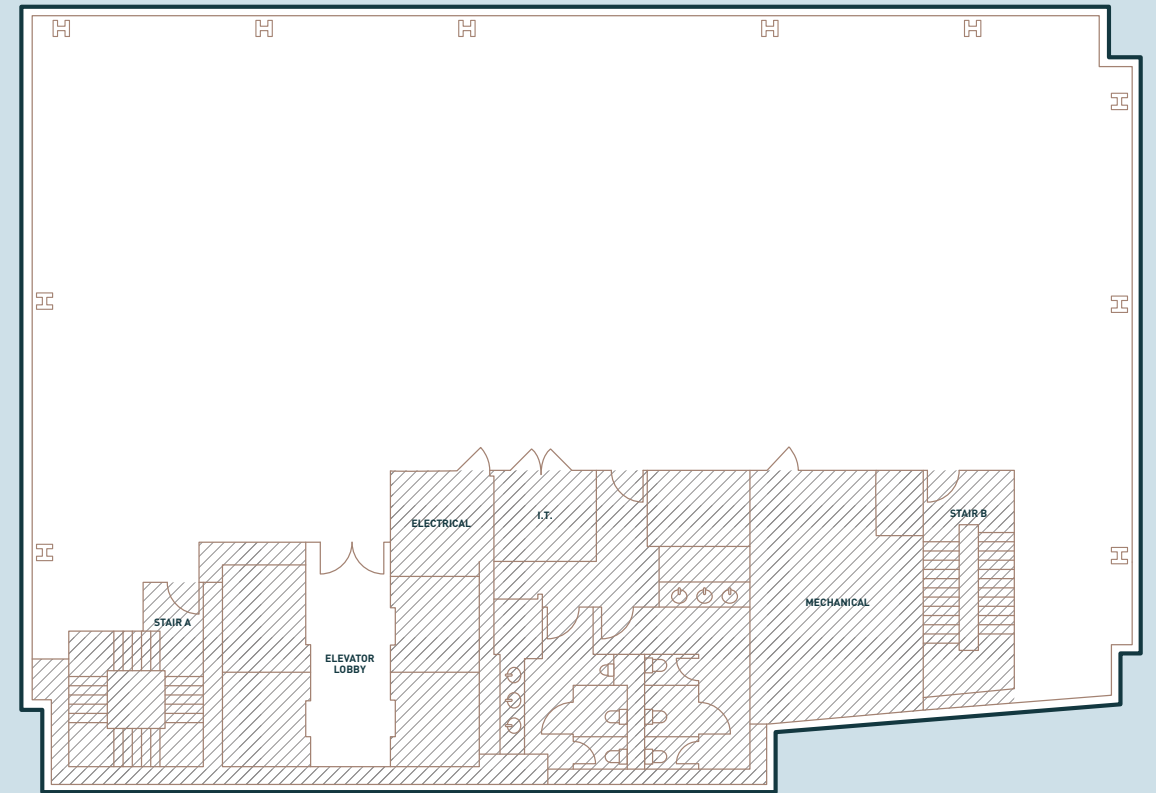 STAIR B
I.T.
ELECTRICAL
MECHANICAL
STAIR A
ELEVATOR
LOBBY